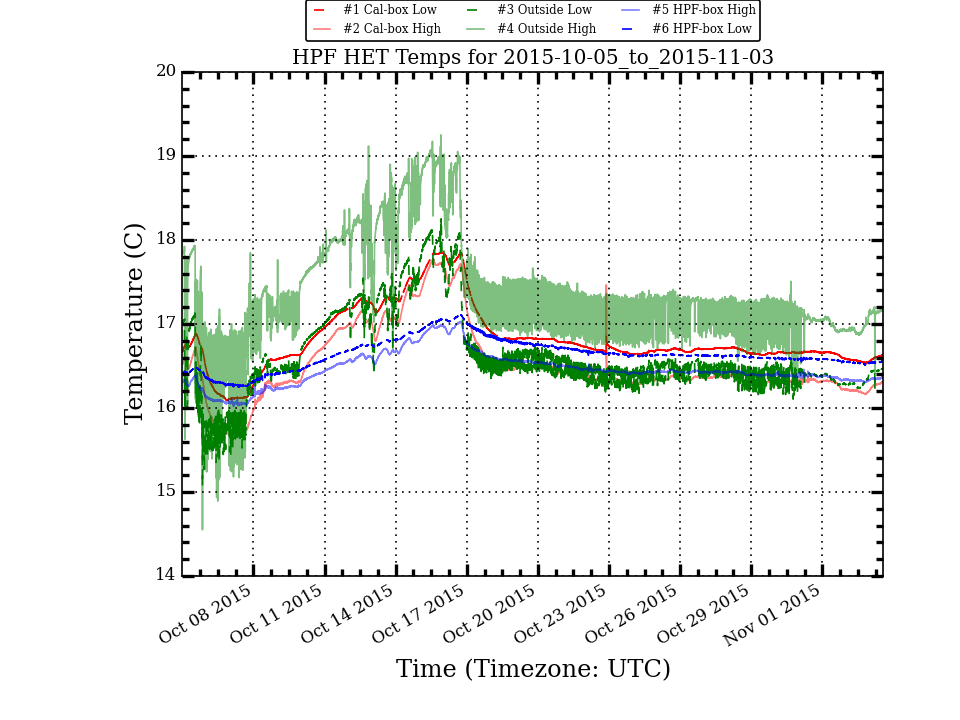 #1 Cal-box Low #3 Outside Low #5 HPF-box High
#2 Cal-box High #4 Outside High #6 HPF-box Low
HPF HET Temps for 2015-10-05_to_2015-11-03
20
19
18
17
16
15
14
Temperature (C)
Oct 08 2015 Oct 11 2015 Oct 14 2015 Oct 17 2015 Oct 20 2015 Oct 23 2015 Oct 26 2015 Oct 29 2015 Nov 01 2015
Time (Timezone: UTC)